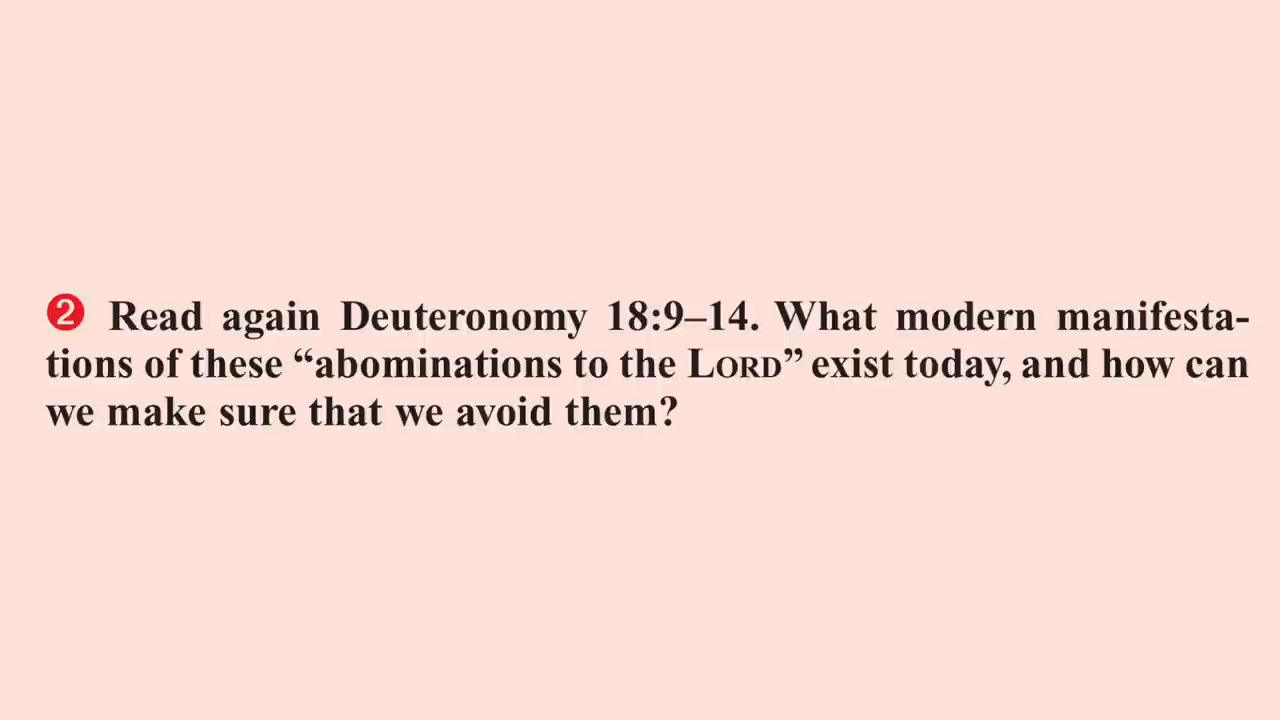 ❷ Read again Deuteronomy 18:9–14. What modern manifesta-
tions of these “abominations to the LORD” exist today, and how can
we make sure that we avoid them?